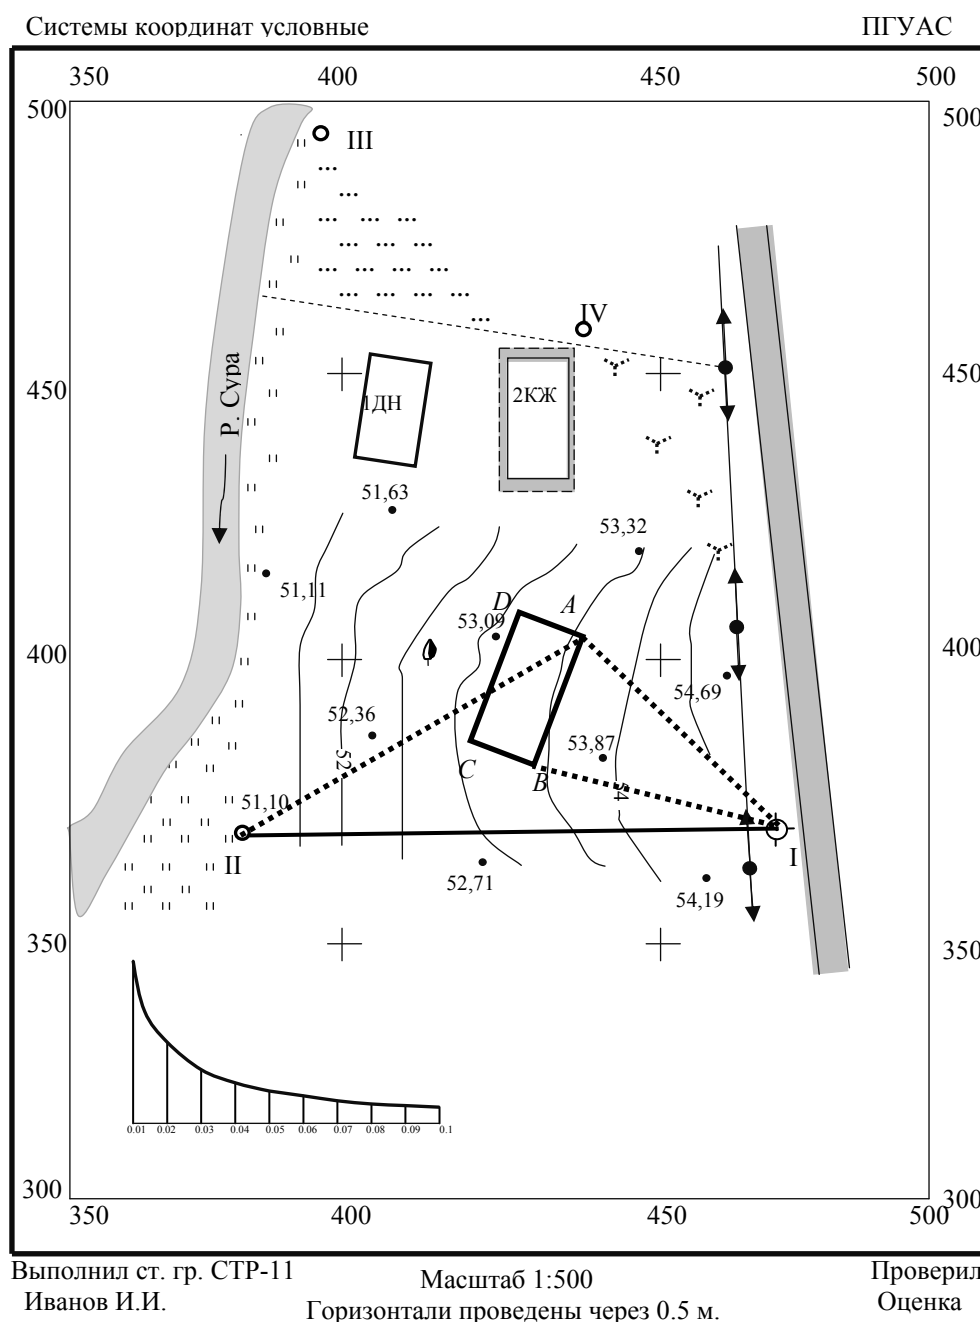 Системы координат условные ПГУАС
350 400 450 500
500 500
III
IV
450 450
Р. Сура
1ДН 2КЖ
51,63
53,32
51,11
D A
53,09
400 400
54,69
52,36
53,87
52
C B
54
51,10
II I
52,71
54,19
350 350
0.01 0.02 0.03 0.04 0.05 0.06 0.07 0.08 0.09 0.1
300 300
350 400 450 500
Выполнил ст. гр. СТР-11 Масштаб 1:500 Проверил
Иванов И.И. Горизонтали проведены через 0.5 м. Оценка